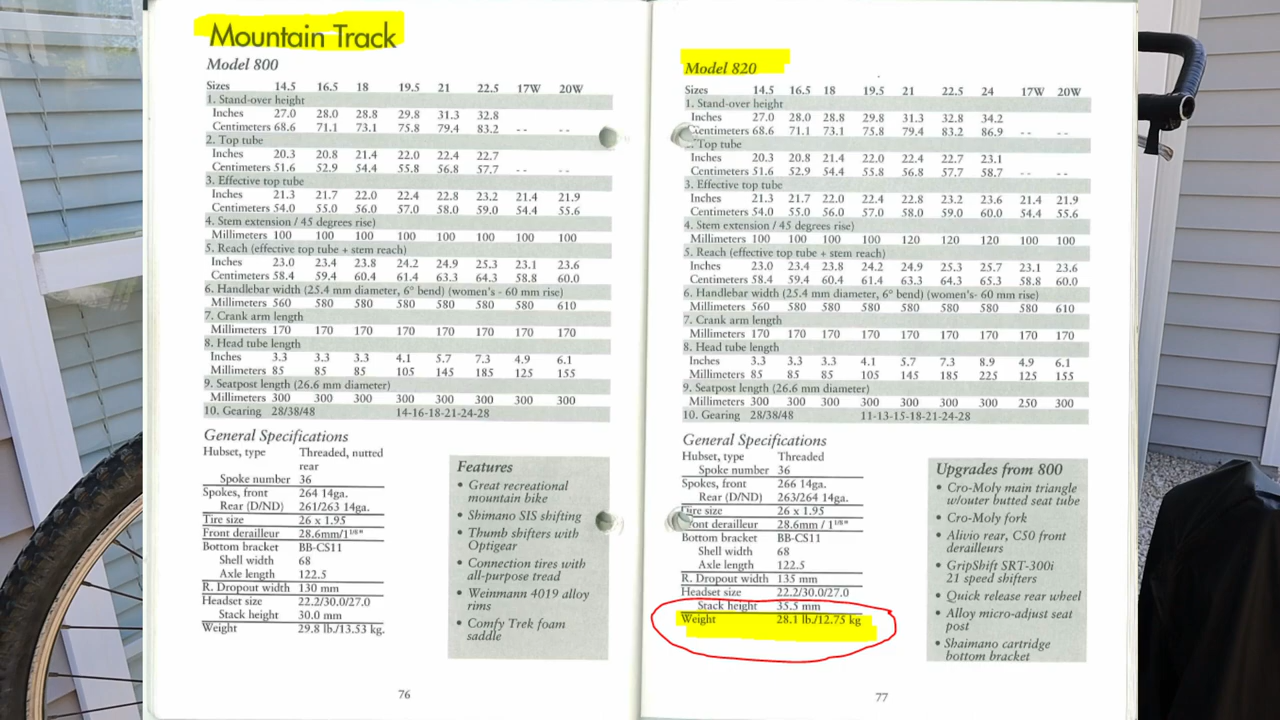 Mountain Track
Model 800
Sizes 14.5 16.5 18 19.5 21 22.5 17W 20W
1. Stand-over height
Inches 27.0 28.0 28.8 29.8 31.3 32.8
Centimeters 68.6 71.1 73.1 75.8 79.4 83.2 -- --
2. Top tube
Inches 20.3 20.8 21.4 22.0 22.4 22.7
Centimeters 51.6 52.9 54.4 55.8 56.8 57.7 -- --
3. Effective top tube
Inches 21.3 21.7 22.0 22.4 22.8 23.2 21.4 21.9
Centimeters 54.0 55.0 56.0 57.0 58.0 59.0 54.4 55.6
4. Stem extension / 45 degrees rise)
Millimeters 100 100 100 100 100 100 100 100
5. Reach (effective top tube + stem reach)
Inches 23.0 23.4 23.8 24.2 24.9 25.3 23.1 23.6
Centimeters 58.4 59.4 60.4 61.4 63.3 64.3 58.8 60.0
6. Handlebar width (25.4 mm diameter, 6° bend) (women's - 60 mm rise)
Millimeters 560 580 580 580 580 580 580 610
7. Crank arm length
Millimeters 170 170 170 170 170 170 170 170
8. Head tube length
Inches 3.3 3.3 3.3 4.1 5.7 7.3 4.9 6.1
Millimeters 85 85 85 105 145 185 125 155
9. Seatpost length (26.6 mm diameter)
Millimeters 300 300 300 300 300 300 300 300
10. Gearing 28/38/48 14-16-18-21-24-28
General Specifications
Hubset, type Threaded, nutted
rear
Spoke number 36
Spokes, front 264 14ga.
Rear (D/ND) 261/263 14ga.
Tire size 26 x 1.95
Front derailleur 28.6mm/1 1/8"
Bottom bracket BB-CS11
Shell width 68
Axle length 122.5
R. Dropout width 130 mm
Headset size 22.2/30.0/27.0
Stack height 30.0 mm
Weight 29.8 lb./13.53 kg.
Features
• Great recreational
mountain bike
• Shimano SIS shifting
• Thumb shifters with
Optigear
• Connection tires with
all-purpose tread
• Weinmann 4019 alloy
rims
• Comfy Trek foam
saddle
76
Model 820
Sizes 14.5 16.5 18 19.5 21 22.5 24 17W 20W
1. Stand-over height
Inches 27.0 28.0 28.8 29.8 31.3 32.8 34.2
Centimeters 68.6 71.1 73.1 75.8 79.4 83.2 86.9 -- --
Top tube
Inches 20.3 20.8 21.4 22.0 22.4 22.7 23.1
Centimeters 51.6 52.9 54.4 55.8 56.8 57.7 58.7 -- --
3. Effective top tube
Inches 21.3 21.7 22.0 22.4 22.8 23.2 23.6 21.4 21.9
Centimeters 54.0 55.0 56.0 57.0 58.0 59.0 60.0 54.4 55.6
4. Stem extension / 45 degrees rise)
Millimeters 100 100 100 100 120 120 120 100 100
5. Reach (effective top tube + stem reach)
Inches 23.0 23.4 23.8 24.2 24.9 25.3 25.7 23.1 23.6
Centimeters 58.4 59.4 60.4 61.4 63.3 64.3 65.3 58.8 60.0
6. Handlebar width (25.4 mm diameter, 6° bend) (women's- 60 mm rise)
Millimeters 560 580 580 580 580 580 580 580 610
7. Crank arm length
Millimeters 170 170 170 170 170 170 170 170 170
8. Head tube length
Inches 3.3 3.3 3.3 4.1 5.7 7.3 8.9 4.9 6.1
Millimeters 85 85 85 105 145 185 225 125 155
9. Seatpost length (26.6 mm diameter)
Millimeters 300 300 300 300 300 300 300 250 300
10. Gearing 28/38/48 11-13-15-18-21-24-28
General Specifications
Hubset, type Threaded
Spoke number 36
Spokes, front 266 14ga.
Rear (D/ND) 263/264 14ga.
Tire size 26 x 1.95
Front derailleur 28.6mm / 1 1/8"
Bottom bracket BB-CS11
Shell width 68
Axle length 122.5
R. Dropout width 135 mm
Headset size 22.2/30.0/27.0
Stack height 35.5 mm
Weight 28.1 lb./12.75 kg
Upgrades from 800
• Cro-Moly main triangle
w/outer butted seat tube
• Cro-Moly fork
• Alivio rear, C50 front
derailleurs
• GripShift SRT-300i
21 speed shifters
• Quick release rear wheel
• Alloy micro-adjust seat
post
• Shaimano cartridge
bottom bracket
77